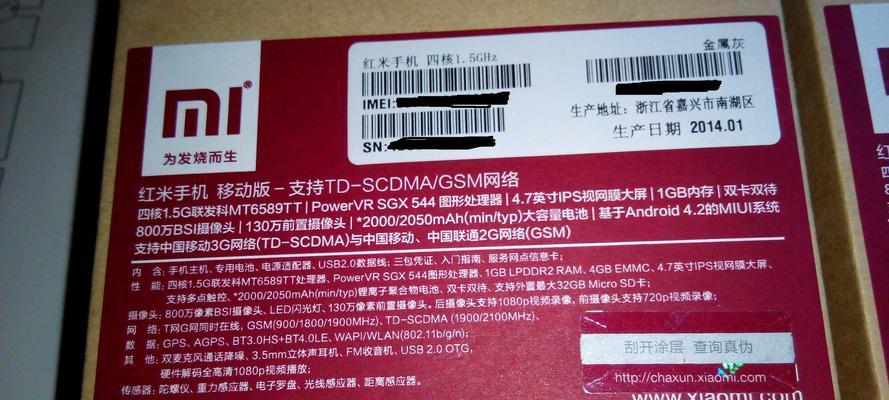 mi
为发烧而生
红米手机 四核1.5GHz
IMEI:
SN:
金属灰
生产地址: 浙江省嘉兴市南湖区
生产日期 2014.01
红米手机 移动版-支持TD-SCDMA/GSM网络
四核1.5G联发科MT6589TT | PowerVR SGX 544 图形处理器 | 4.7英寸IPS视网膜大屏 | 1GB内存 | 双卡双待
800万BSI摄像头 | 130万前置摄像头 | *2000/2050mAh(min/typ)大容量电池 | 基于Android 4.2的MIUI系统
支持中国移动3G网络(TD-SCDMA)与中国移动、中国联通2G网络(GSM)
内 含: 手机主机、专用电池、电源适配器、USB2.0数据线; 三包凭证、入门指南、服务网点信息卡;
性 能: 四核1.5G联发科MT6589TT处理器、PowerVR SGX 544图形处理器、1GB LPDDR2 RAM、4GB EMMC、4.7英寸IPS视网膜大屏、
支持多点触控、*2000/2050mAh(min/typ)锂离子聚合物电池、双卡双待、支持外置最大32GB Micro SD卡;
摄像头: 800万像素BSI摄像头、LED闪光灯、130万像素前置摄像头。后摄像头支持1080p视频录像, 前摄像头支持720p视频录像;
网 络: T网G网同时在线, GSM(900/1800/1900MHz)、TD-SCDMA (1900/2100MHz)、
数 据: GPS、AGPS、BT3.0HS+BT4.0LE、WAPI/WLAN(802.11b/g/n);
其 他: 双麦克风通话降噪、3.5mm立体声耳机、FM收音机、USB 2.0 OTG、
硬件解码全高清1080p视频播放;
传感器: 陀螺仪、重力感应器、电子罗盘、光线感应器、距离感应器。
刮开涂层 查询真伪
http://chaxun.xiaomi.com
www.xiaomi.com